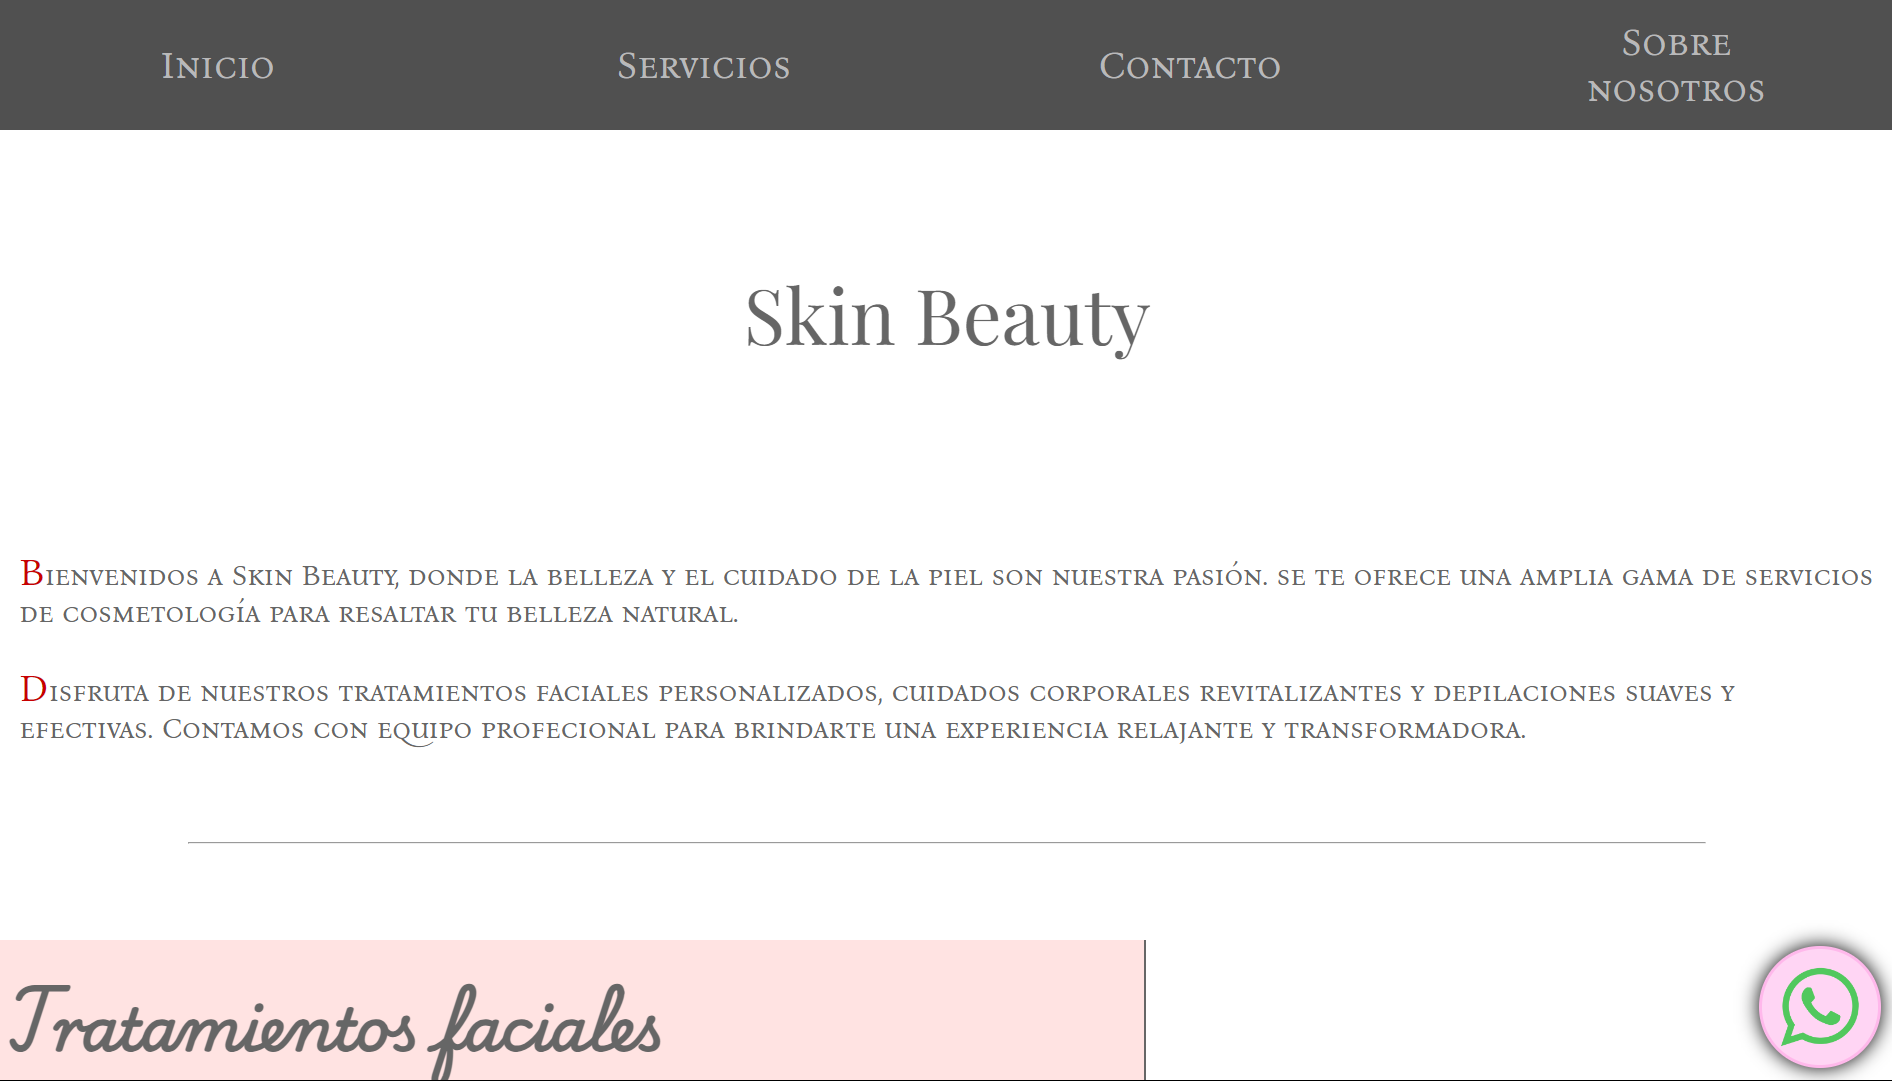 Inicio
Servicios
Contacto
Sobre
nosotros
Skin Beauty
Bienvenidos a Skin Beauty, donde la belleza y el cuidado de la piel son nuestra pasión. se te ofrece una amplia gama de servicios
de cosmetología para resaltar tu belleza natural.
Disfruta de nuestros tratamientos faciales personalizados, cuidados corporales revitalizantes y depilaciones suaves y
efectivas. Contamos con equipo profecional para brindarte una experiencia relajante y transformadora.
Tratamientos faciales